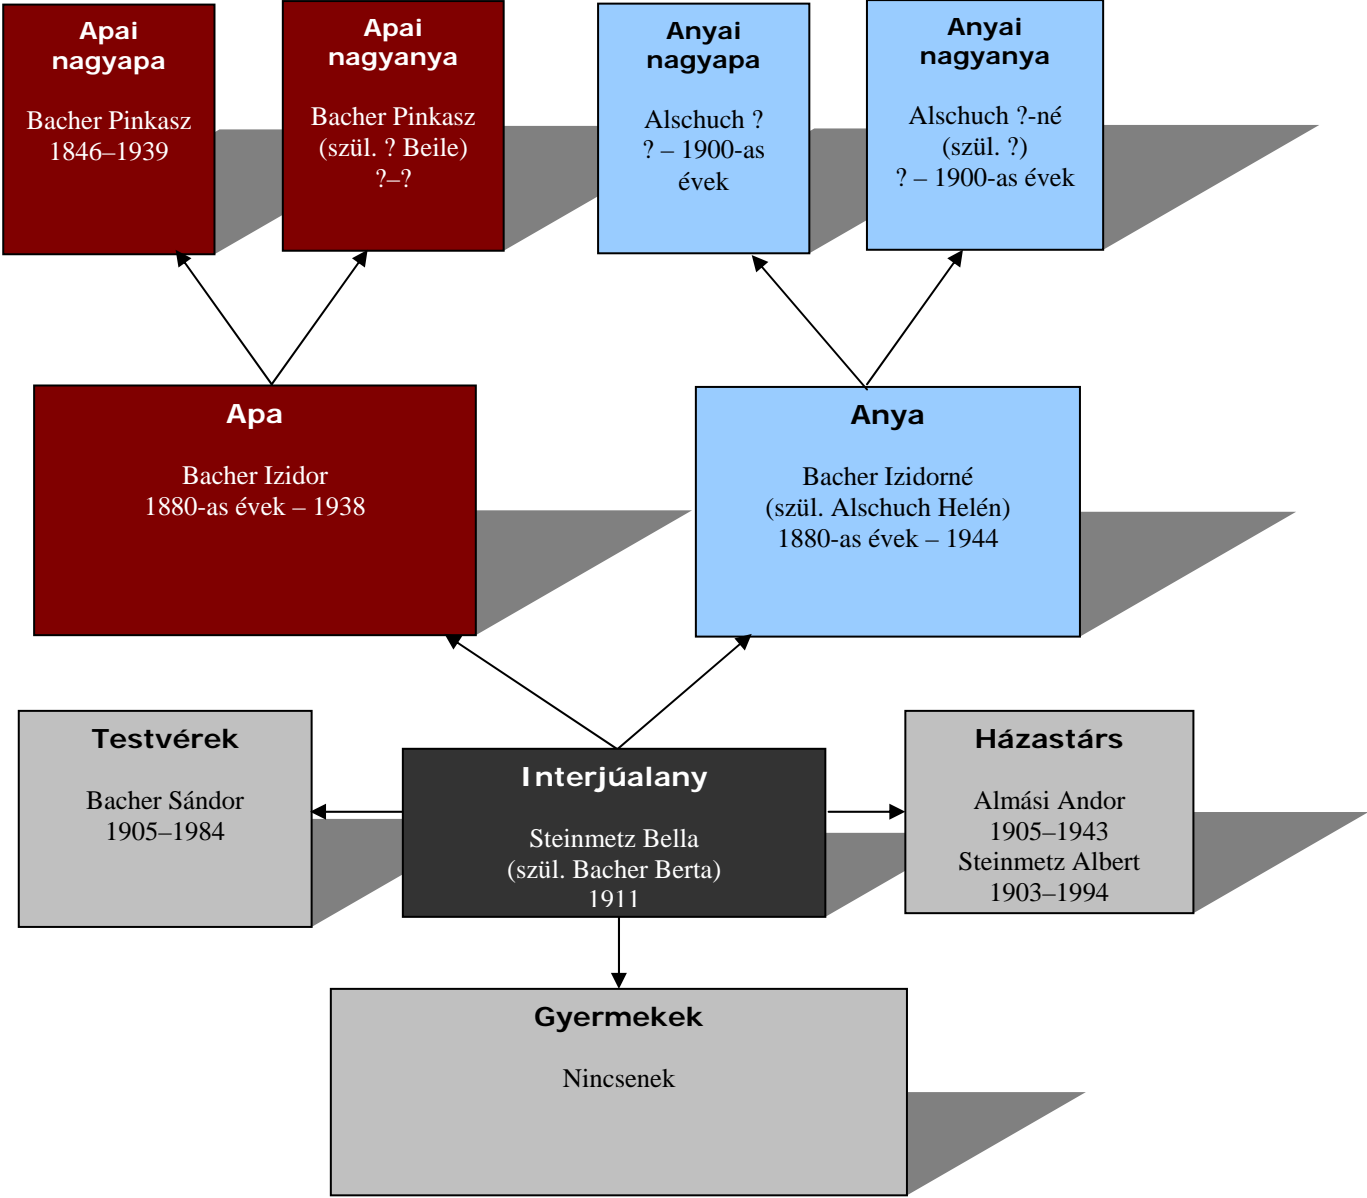 Apai
nagyapa
Bacher Pinkasz
1846–1939
Apai
nagyanya
Bacher Pinkasz
(szül. ? Beile)
?–?
Anyai
nagyapa
Alschuch ?
? – 1900-as
évek
Anyai
nagyanya
Alschuch ?-né
(szül. ?)
? – 1900-as évek
Apa
Bacher Izidor
1880-as évek – 1938
Anya
Bacher Izidorné
(szül. Alschuch Helén)
1880-as évek – 1944
Testvérek
Bacher Sándor
1905–1984
Interjúalany
Steinmetz Bella
(szül. Bacher Berta)
1911
Házastárs
Almási Andor
1905–1943
Steinmetz Albert
1903–1994
Gyermekek
Nincsenek